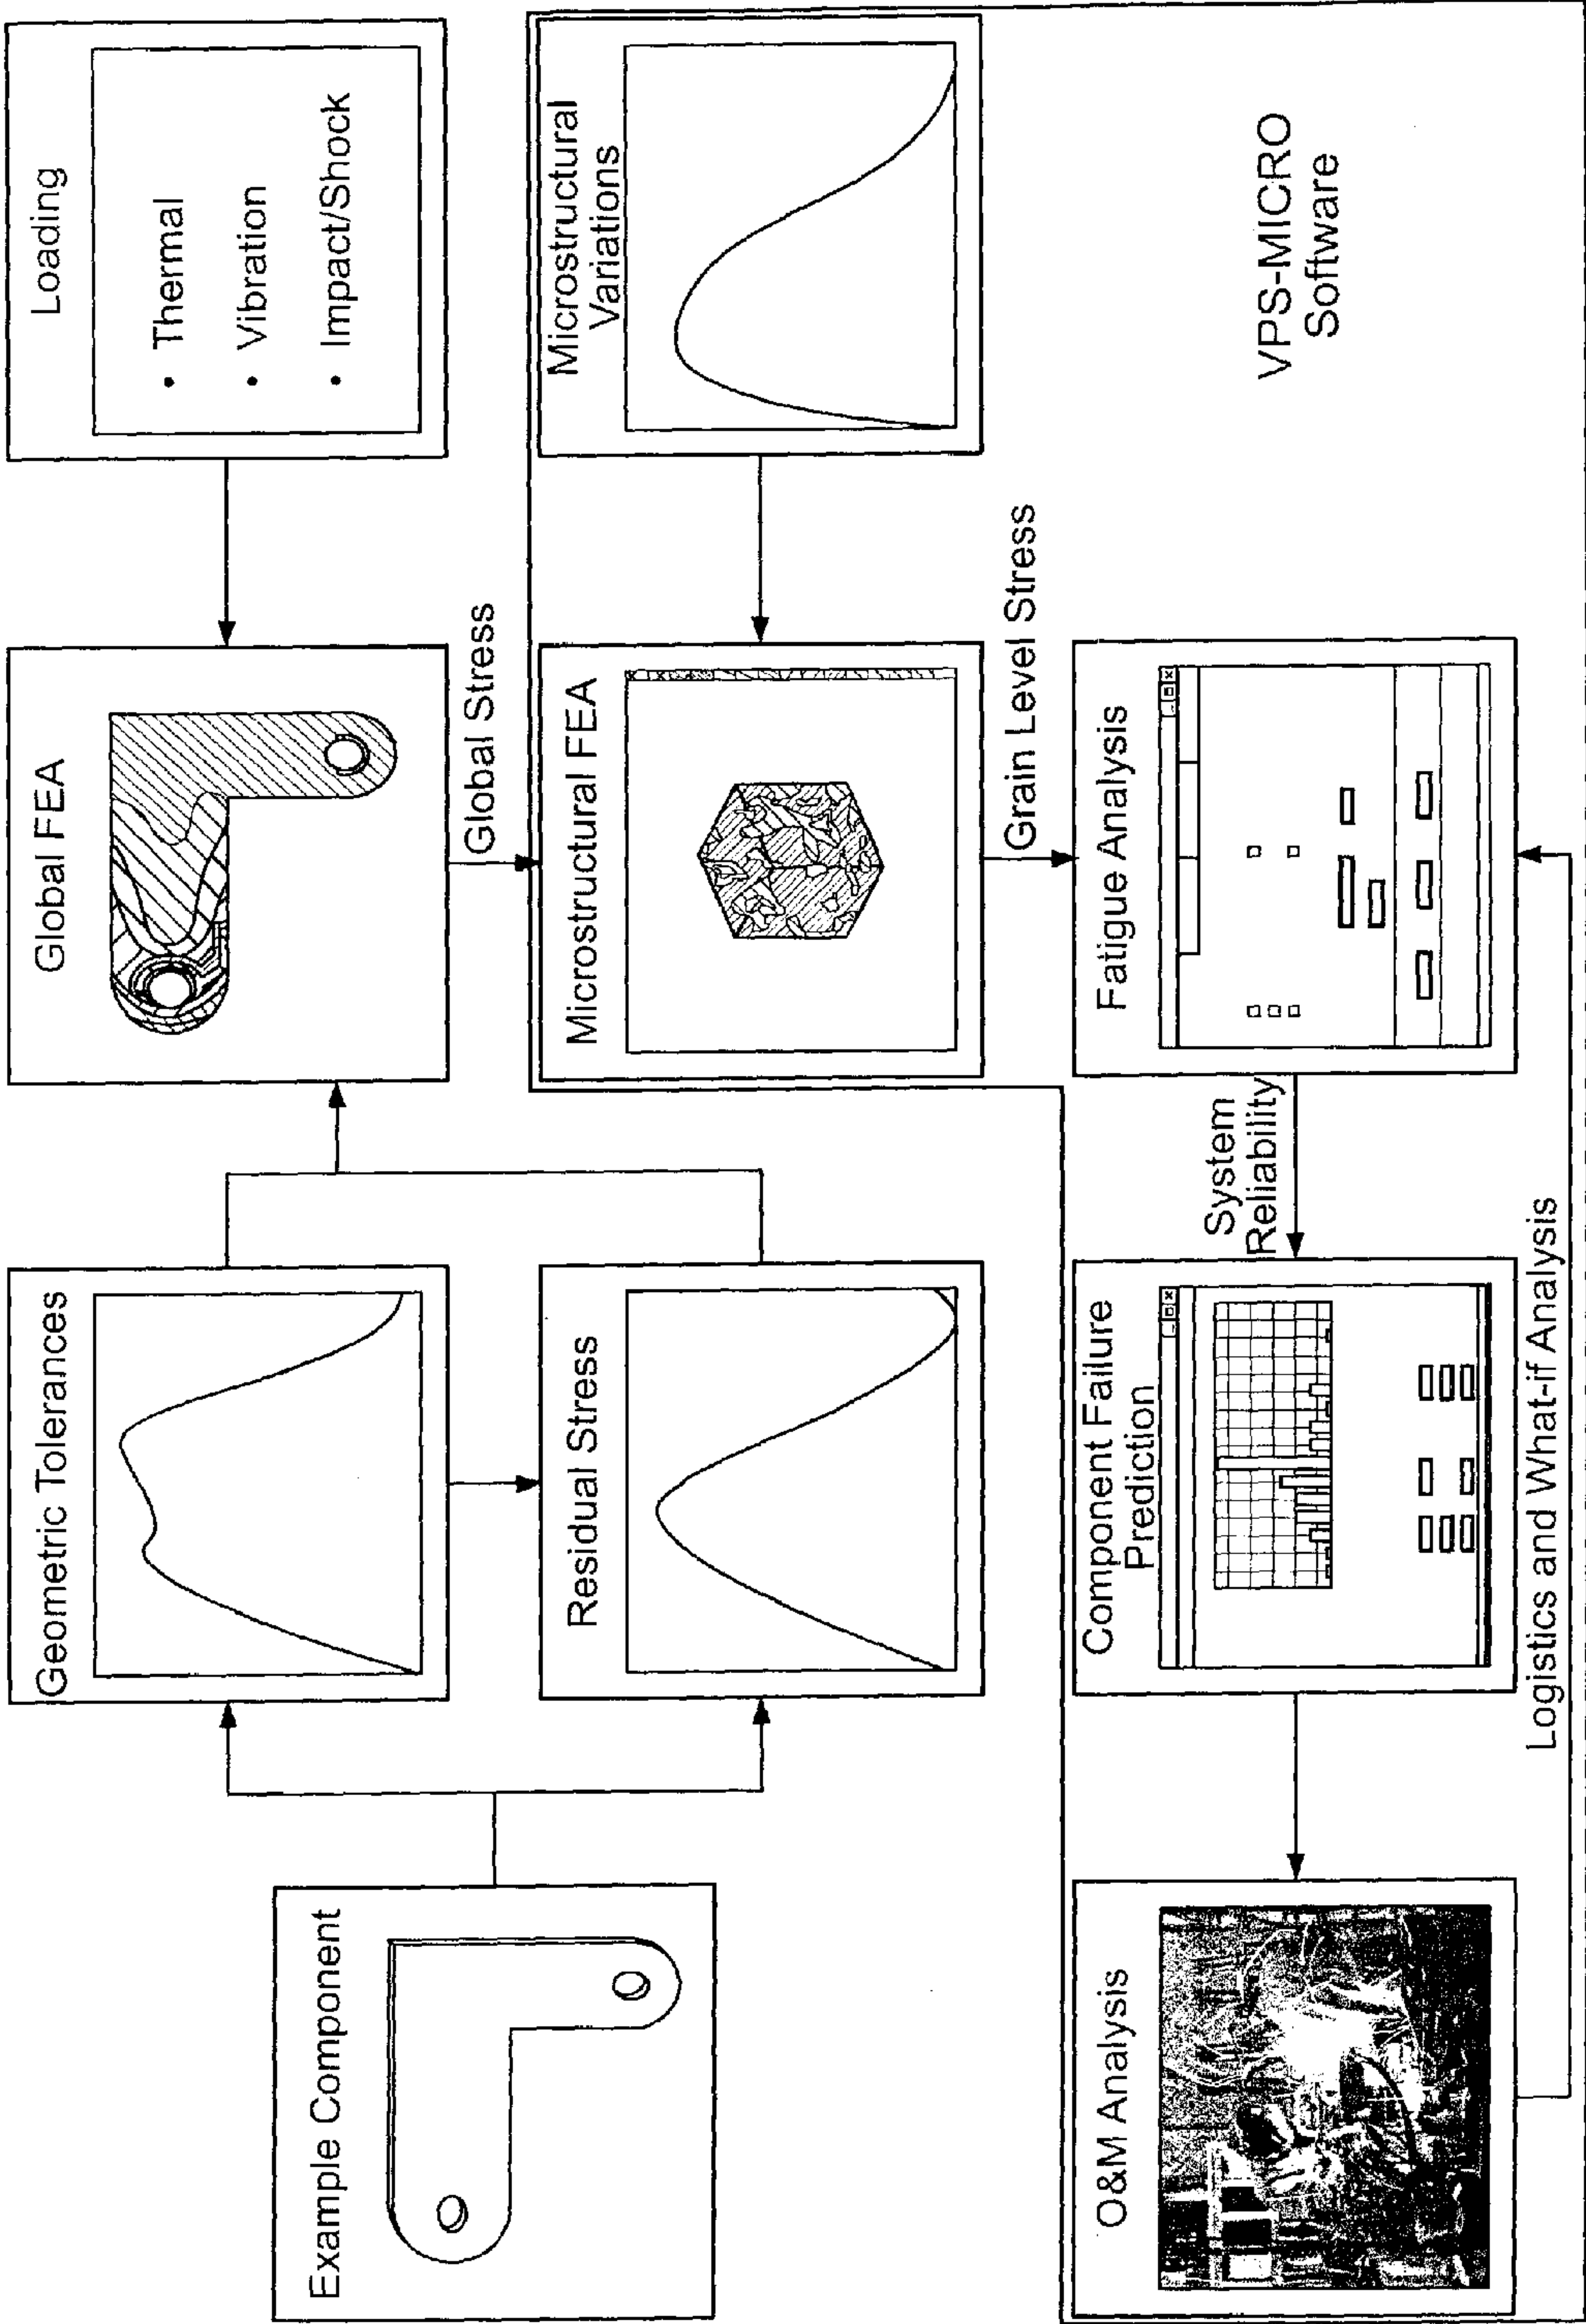 Example Component
Geometric Tolerances
Global FEA
Loading
• Thermal
• Vibration
• Impact/Shock
Global Stress
Residual Stress
Microstructural FEA
Microstructural
Variations
Grain Level Stress
O&M Analysis
Component Failure
Prediction
System
Reliability
Fatigue Analysis
VPS-MICRO
Software
Logistics and What-if Analysis